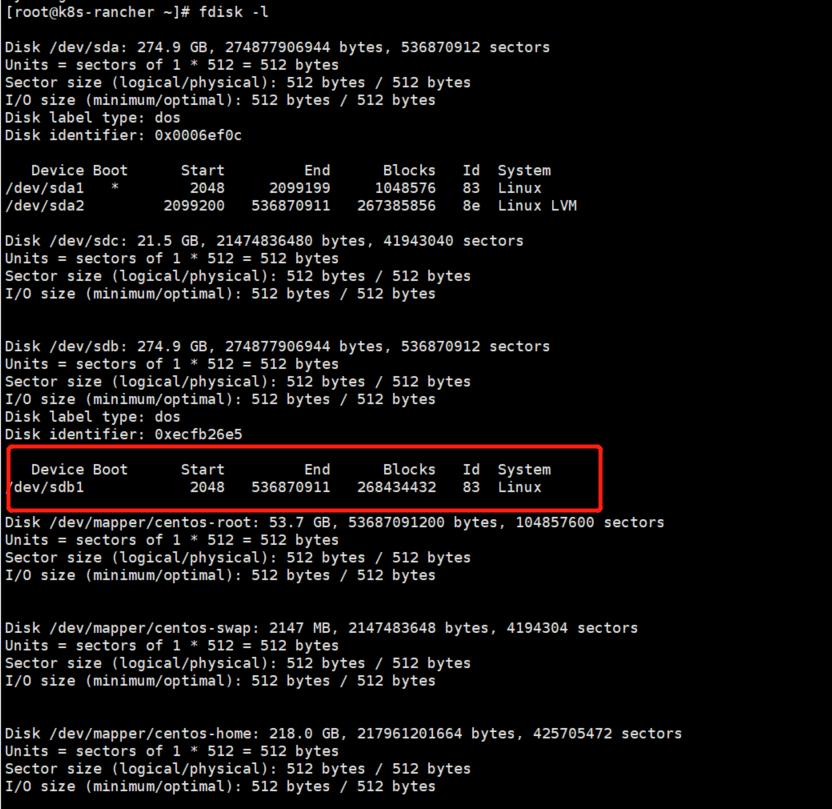 [root@k8s-rancher ~]# fdisk -l
Disk /dev/sda: 274.9 GB, 274877906944 bytes, 536870912 sectors
Units = sectors of 1 * 512 = 512 bytes
Sector size (logical/physical): 512 bytes / 512 bytes
I/O size (minimum/optimal): 512 bytes / 512 bytes
Disk label type: dos
Disk identifier: 0x0006ef0c
Device Boot Start End Blocks Id System
/dev/sda1 * 2048 2099199 1048576 83 Linux
/dev/sda2 2099200 536870911 267385856 8e Linux LVM
Disk /dev/sdc: 21.5 GB, 21474836480 bytes, 41943040 sectors
Units = sectors of 1 * 512 = 512 bytes
Sector size (logical/physical): 512 bytes / 512 bytes
I/O size (minimum/optimal): 512 bytes / 512 bytes
Disk /dev/sdb: 274.9 GB, 274877906944 bytes, 536870912 sectors
Units = sectors of 1 * 512 = 512 bytes
Sector size (logical/physical): 512 bytes / 512 bytes
I/O size (minimum/optimal): 512 bytes / 512 bytes
Disk label type: dos
Disk identifier: 0xecfb26e5
Device Boot Start End Blocks Id System
/dev/sdb1 2048 536870911 268434432 83 Linux
Disk /dev/mapper/centos-root: 53.7 GB, 53687091200 bytes, 104857600 sectors
Units = sectors of 1 * 512 = 512 bytes
Sector size (logical/physical): 512 bytes / 512 bytes
I/O size (minimum/optimal): 512 bytes / 512 bytes
Disk /dev/mapper/centos-swap: 2147 MB, 2147483648 bytes, 4194304 sectors
Units = sectors of 1 * 512 = 512 bytes
Sector size (logical/physical): 512 bytes / 512 bytes
I/O size (minimum/optimal): 512 bytes / 512 bytes
Disk /dev/mapper/centos-home: 218.0 GB, 217961201664 bytes, 425705472 sectors
Units = sectors of 1 * 512 = 512 bytes
Sector size (logical/physical): 512 bytes / 512 bytes
I/O size (minimum/optimal): 512 bytes / 512 bytes